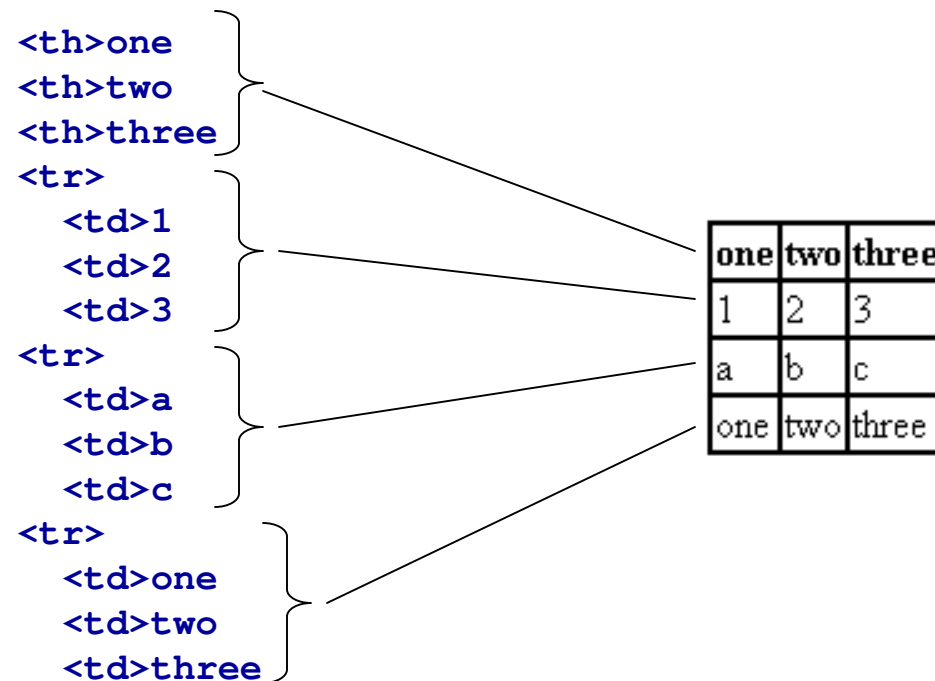 <th>one
<th>two
<th>three
<tr>
<td>1
<td>2
<td>3
<tr>
<td>a
<td>b
<td>c
<tr>
<td>one
<td>two
<td>three
one two three
1 2 3
a b c
one two three